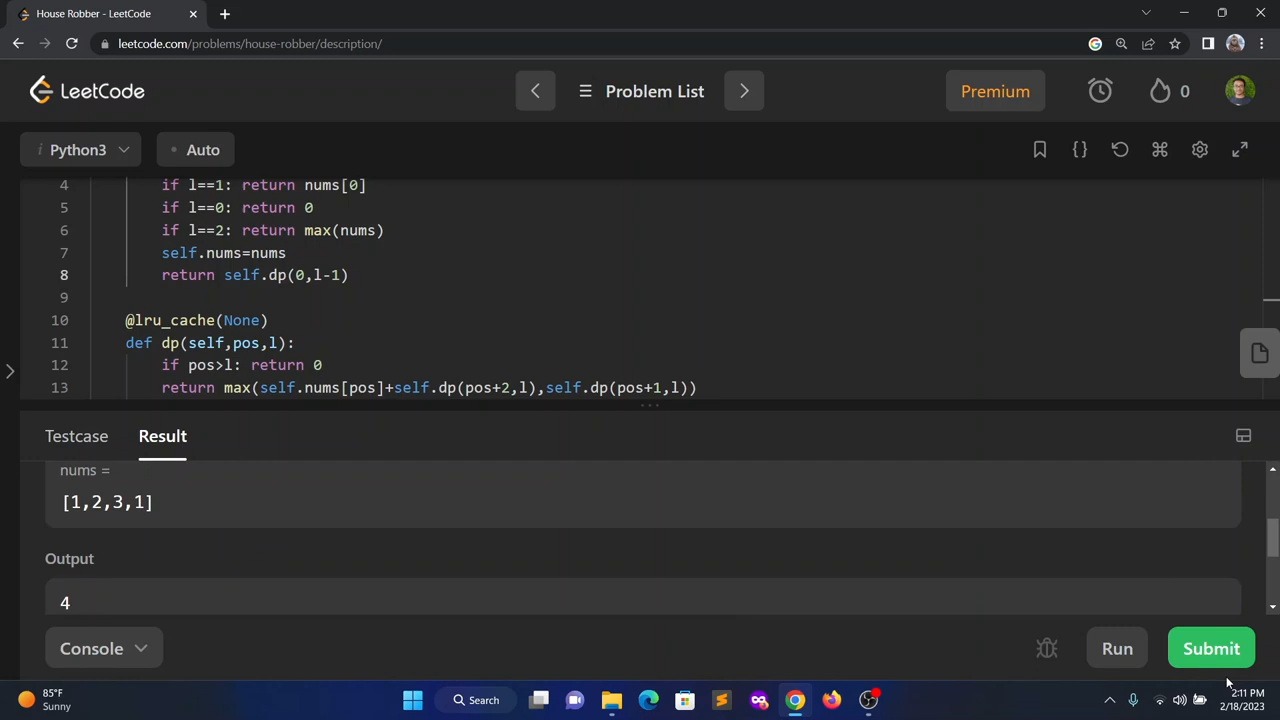 House Robber - LeetCode
leetcode.com/problems/house-robber/description/
LeetCode
Problem List
Premium
0
i Python3
Auto
4 if l==1: return nums[0]
5 if l==0: return 0
6 if l==2: return max(nums)
7 self.nums=nums
8 return self.dp(0,l-1)
9
10 @lru_cache(None)
11 def dp(self,pos,l):
12 if pos>l: return 0
13 return max(self.nums[pos]+self.dp(pos+2,l),self.dp(pos+1,l))
Testcase Result
nums =
[1,2,3,1]
Output
4
Console
Run
Submit
85°F
Sunny
Search
2:11 PM
2/18/2023